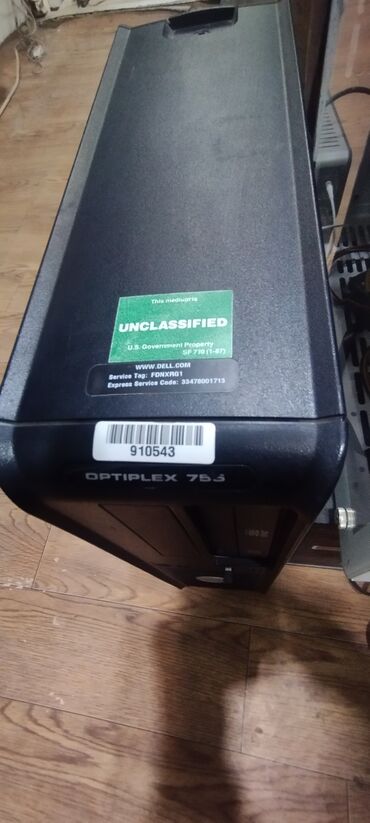 This medium is
UNCLASSIFIED
U.S. Government Property
SF 710 (1-87)
WWW.DELL.COM
Service Tag: FDNXRG1
Express Service Code: 33478001713
910543
OPTIPLEX 755